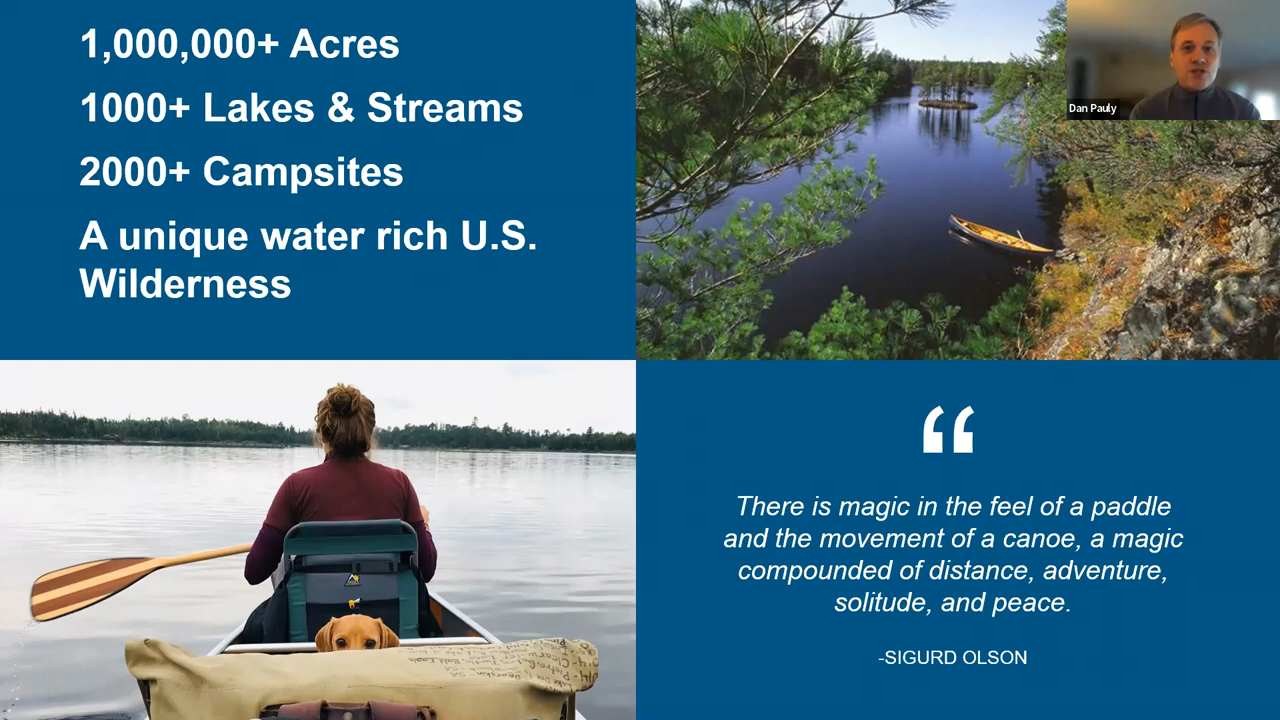 1,000,000+ Acres
1000+ Lakes & Streams
2000+ Campsites
A unique water rich U.S.
Wilderness
Dan Pauly
“
There is magic in the feel of a paddle
and the movement of a canoe, a magic
compounded of distance, adventure,
solitude, and peace.
-SIGURD OLSON